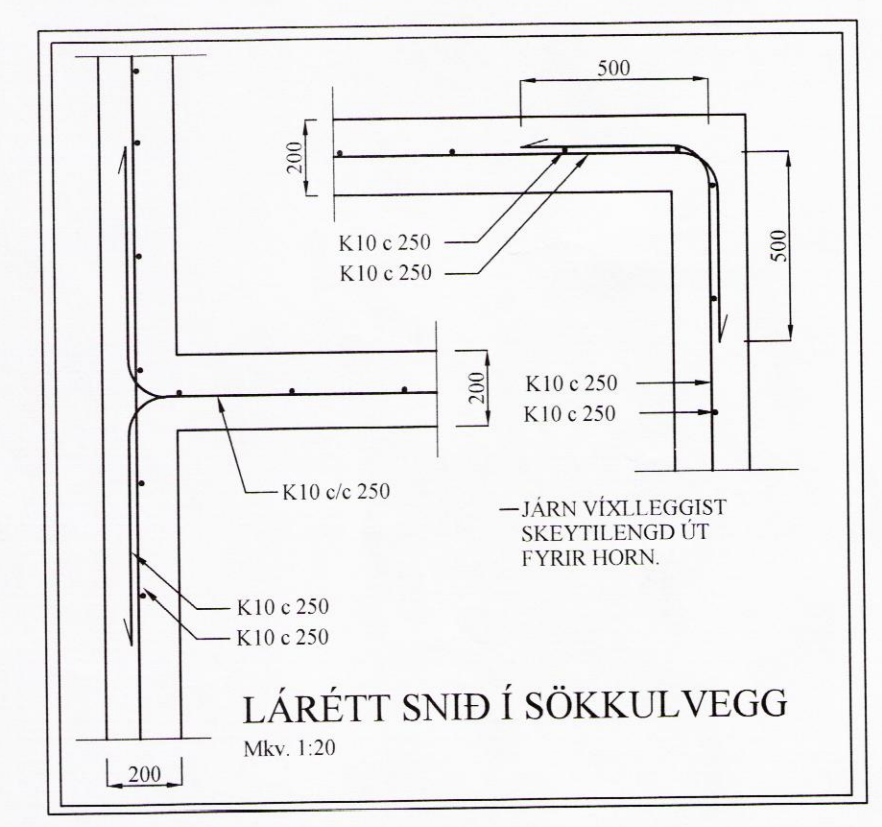 500
200
K10 c 250
K10 c 250
500
200
K10 c 250
K10 c 250
K10 c/c 250
—JÁRN VÍXLLEGGIST
SKEYTILENGD ÚT
FYRIR HORN.
K10 c 250
K10 c 250
LÁRÉTT SNIÐ Í SÖKKULVEGG
Mkv. 1:20
200